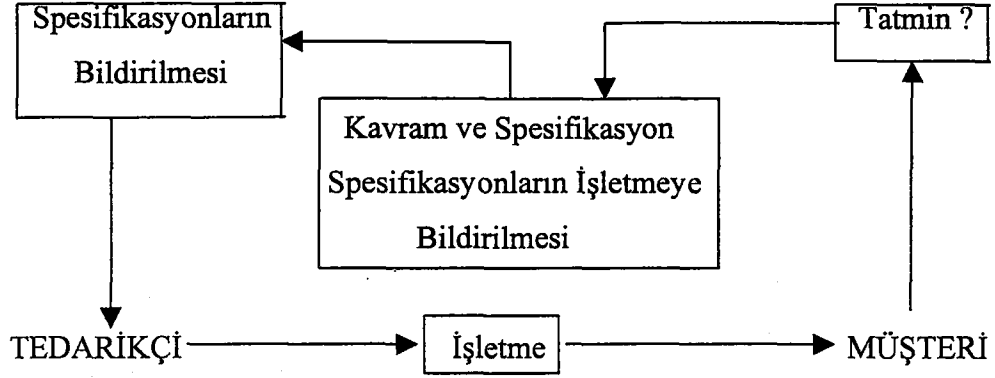 Spesifikasyonların
Bildirilmesi
Tatmin ?
Kavram ve Spesifikasyon
Spesifikasyonların İşletmeye
Bildirilmesi
TEDARİKÇİ
İşletme
MÜŞTERİ